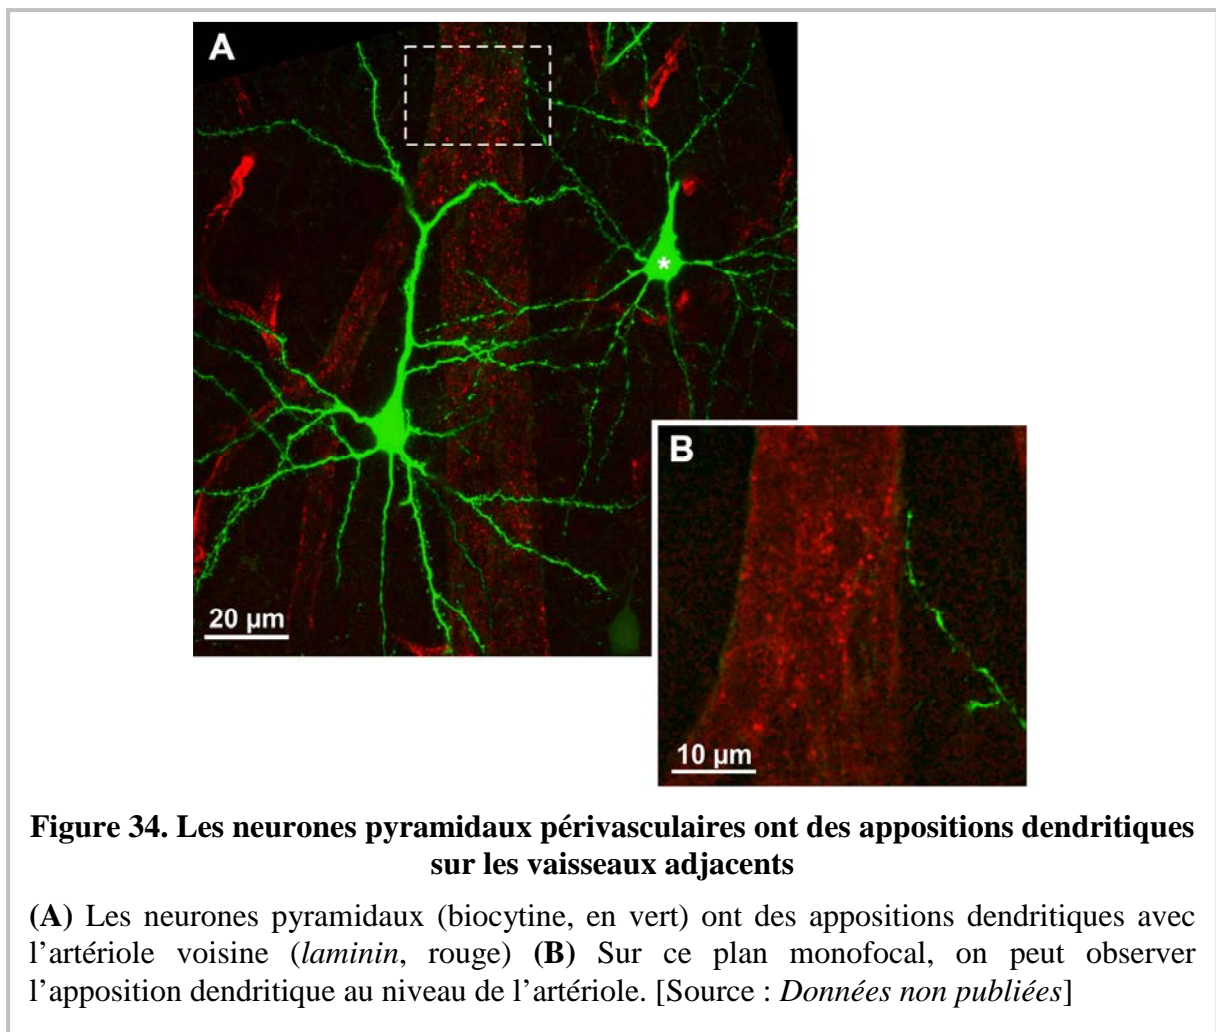 A
*
20 µm
B
10 µm
Figure 34. Les neurones pyramidaux périvasculaires ont des appositions dendritiques
sur les vaisseaux adjacents
(A) Les neurones pyramidaux (biocytine, en vert) ont des appositions dendritiques avec
l’artériole voisine (laminin, rouge) (B) Sur ce plan monofocal, on peut observer
l’apposition dendritique au niveau de l’artériole. [Source : Données non publiées]